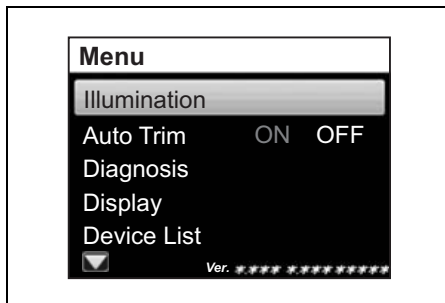 Menu
Illumination
Auto Trim ON OFF
Diagnosis
Display
Device List
Ver. *.*** *.*********